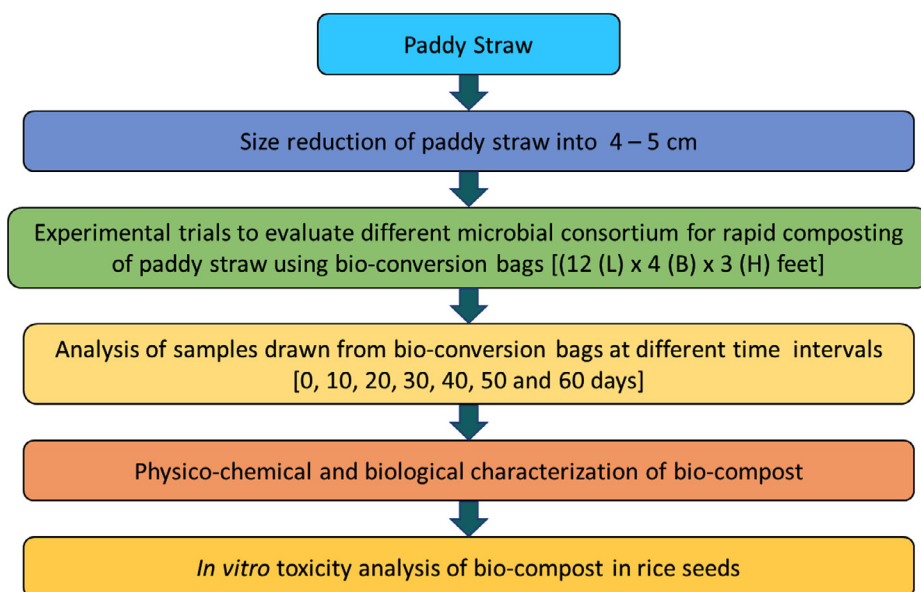 Paddy Straw
Size reduction of paddy straw into 4 – 5 cm
Experimental trials to evaluate different microbial consortium for rapid composting
of paddy straw using bio-conversion bags [(12 (L) x 4 (B) x 3 (H) feet]
Analysis of samples drawn from bio-conversion bags at different time intervals
[0, 10, 20, 30, 40, 50 and 60 days]
Physico-chemical and biological characterization of bio-compost
In vitro toxicity analysis of bio-compost in rice seeds